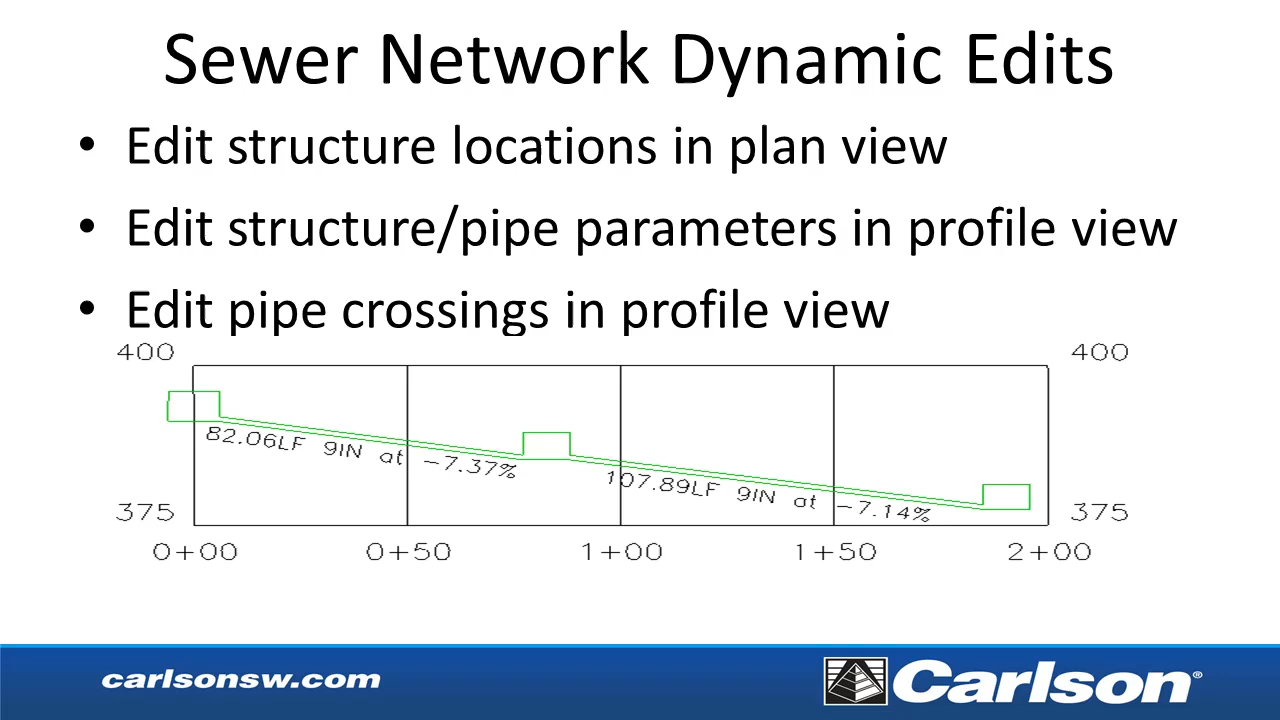 Sewer Network Dynamic Edits
• Edit structure locations in plan view
• Edit structure/pipe parameters in profile view
• Edit pipe crossings in profile view
400 400
82.06LF 9IN at -7.37%
107.89LF 9IN at -7.14%
375 375
0+00 0+50 1+00 1+50 2+00
carlsonsw.com
Carlson®